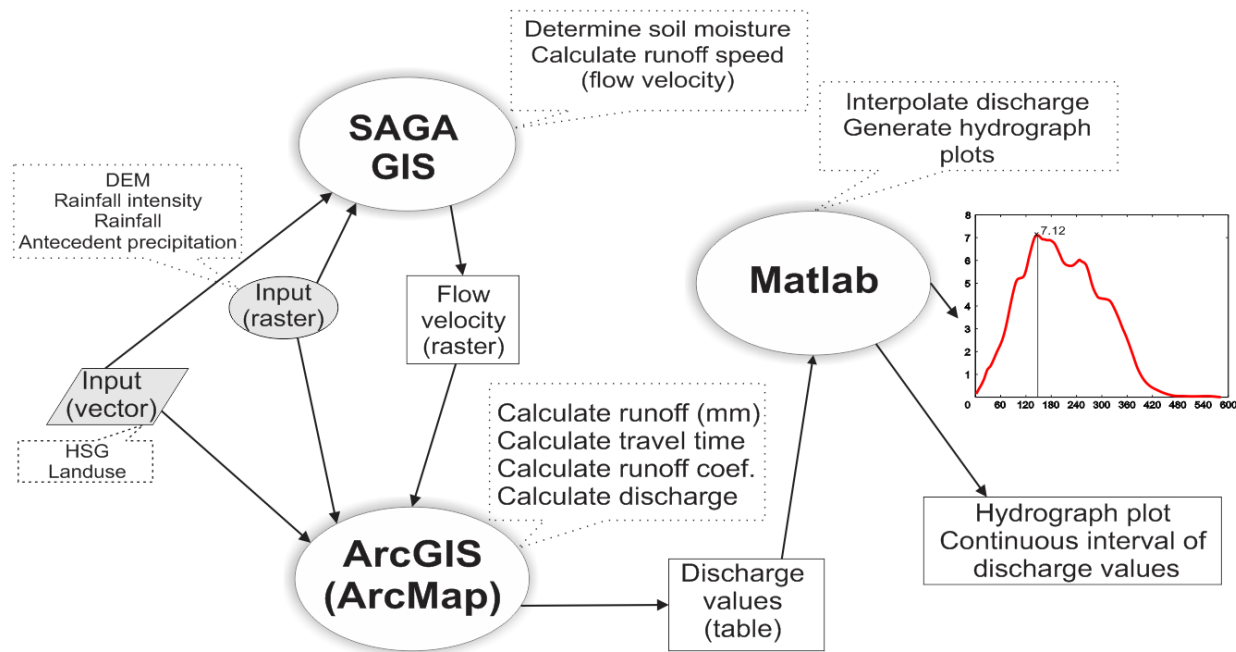 Determine soil moisture
Calculate runoff speed
(flow velocity)
SAGA
GIS
Interpolate discharge
Generate hydrograph
plots
DEM
Rainfall intensity
Rainfall
Antecedent precipitation
Input
(raster)
Flow
velocity
(raster)
Input
(vector)
HSG
Landuse
Matlab
8
7
6
5
4
3
2
1
7.12
0 60 120 180 240 300 360 420 480 540 600
Calculate runoff (mm)
Calculate travel time
Calculate runoff coef.
Calculate discharge
ArcGIS
(ArcMap)
Discharge
values
(table)
Hydrograph plot
Continuous interval of
discharge values